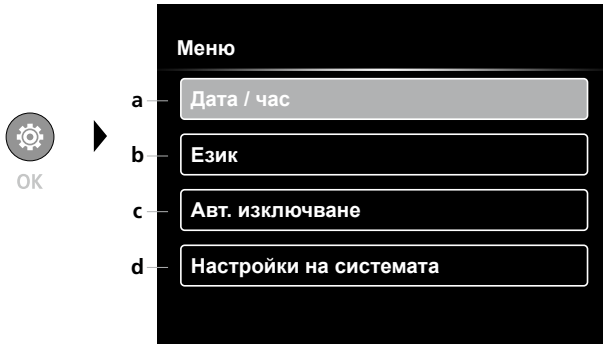 Меню
a Дата / час
b Език
OK
c Авт. изключване
d Настройки на системата